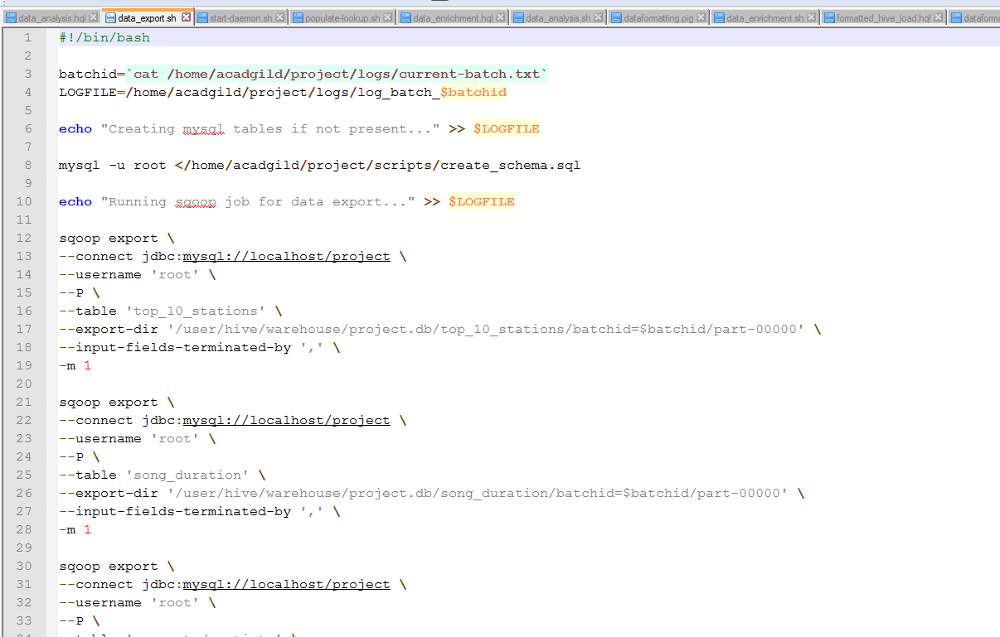 data_analysis.hql data_export.sh start-daemon.sh populate-lookup.sh data_enrichment.hql data_analysis.sh dataformatting.pig data_enrichment.sh formatted_hive_load.hql dataforma
1 #!/bin/bash
2
3 batchid=`cat /home/acadgild/project/logs/current-batch.txt`
4 LOGFILE=/home/acadgild/project/logs/log_batch_$batchid
5
6 echo "Creating mysql tables if not present..." >> $LOGFILE
7
8 mysql -u root </home/acadgild/project/scripts/create_schema.sql
9
10 echo "Running sqoop job for data export..." >> $LOGFILE
11
12 sqoop export \
13 --connect jdbc:mysql://localhost/project \
14 --username 'root' \
15 --P \
16 --table 'top_10_stations' \
17 --export-dir '/user/hive/warehouse/project.db/top_10_stations/batchid=$batchid/part-00000' \
18 --input-fields-terminated-by ',' \
19 -m 1
20
21 sqoop export \
22 --connect jdbc:mysql://localhost/project \
23 --username 'root' \
24 --P \
25 --table 'song_duration' \
26 --export-dir '/user/hive/warehouse/project.db/song_duration/batchid=$batchid/part-00000' \
27 --input-fields-terminated-by ',' \
28 -m 1
29
30 sqoop export \
31 --connect jdbc:mysql://localhost/project \
32 --username 'root' \
33 --P \